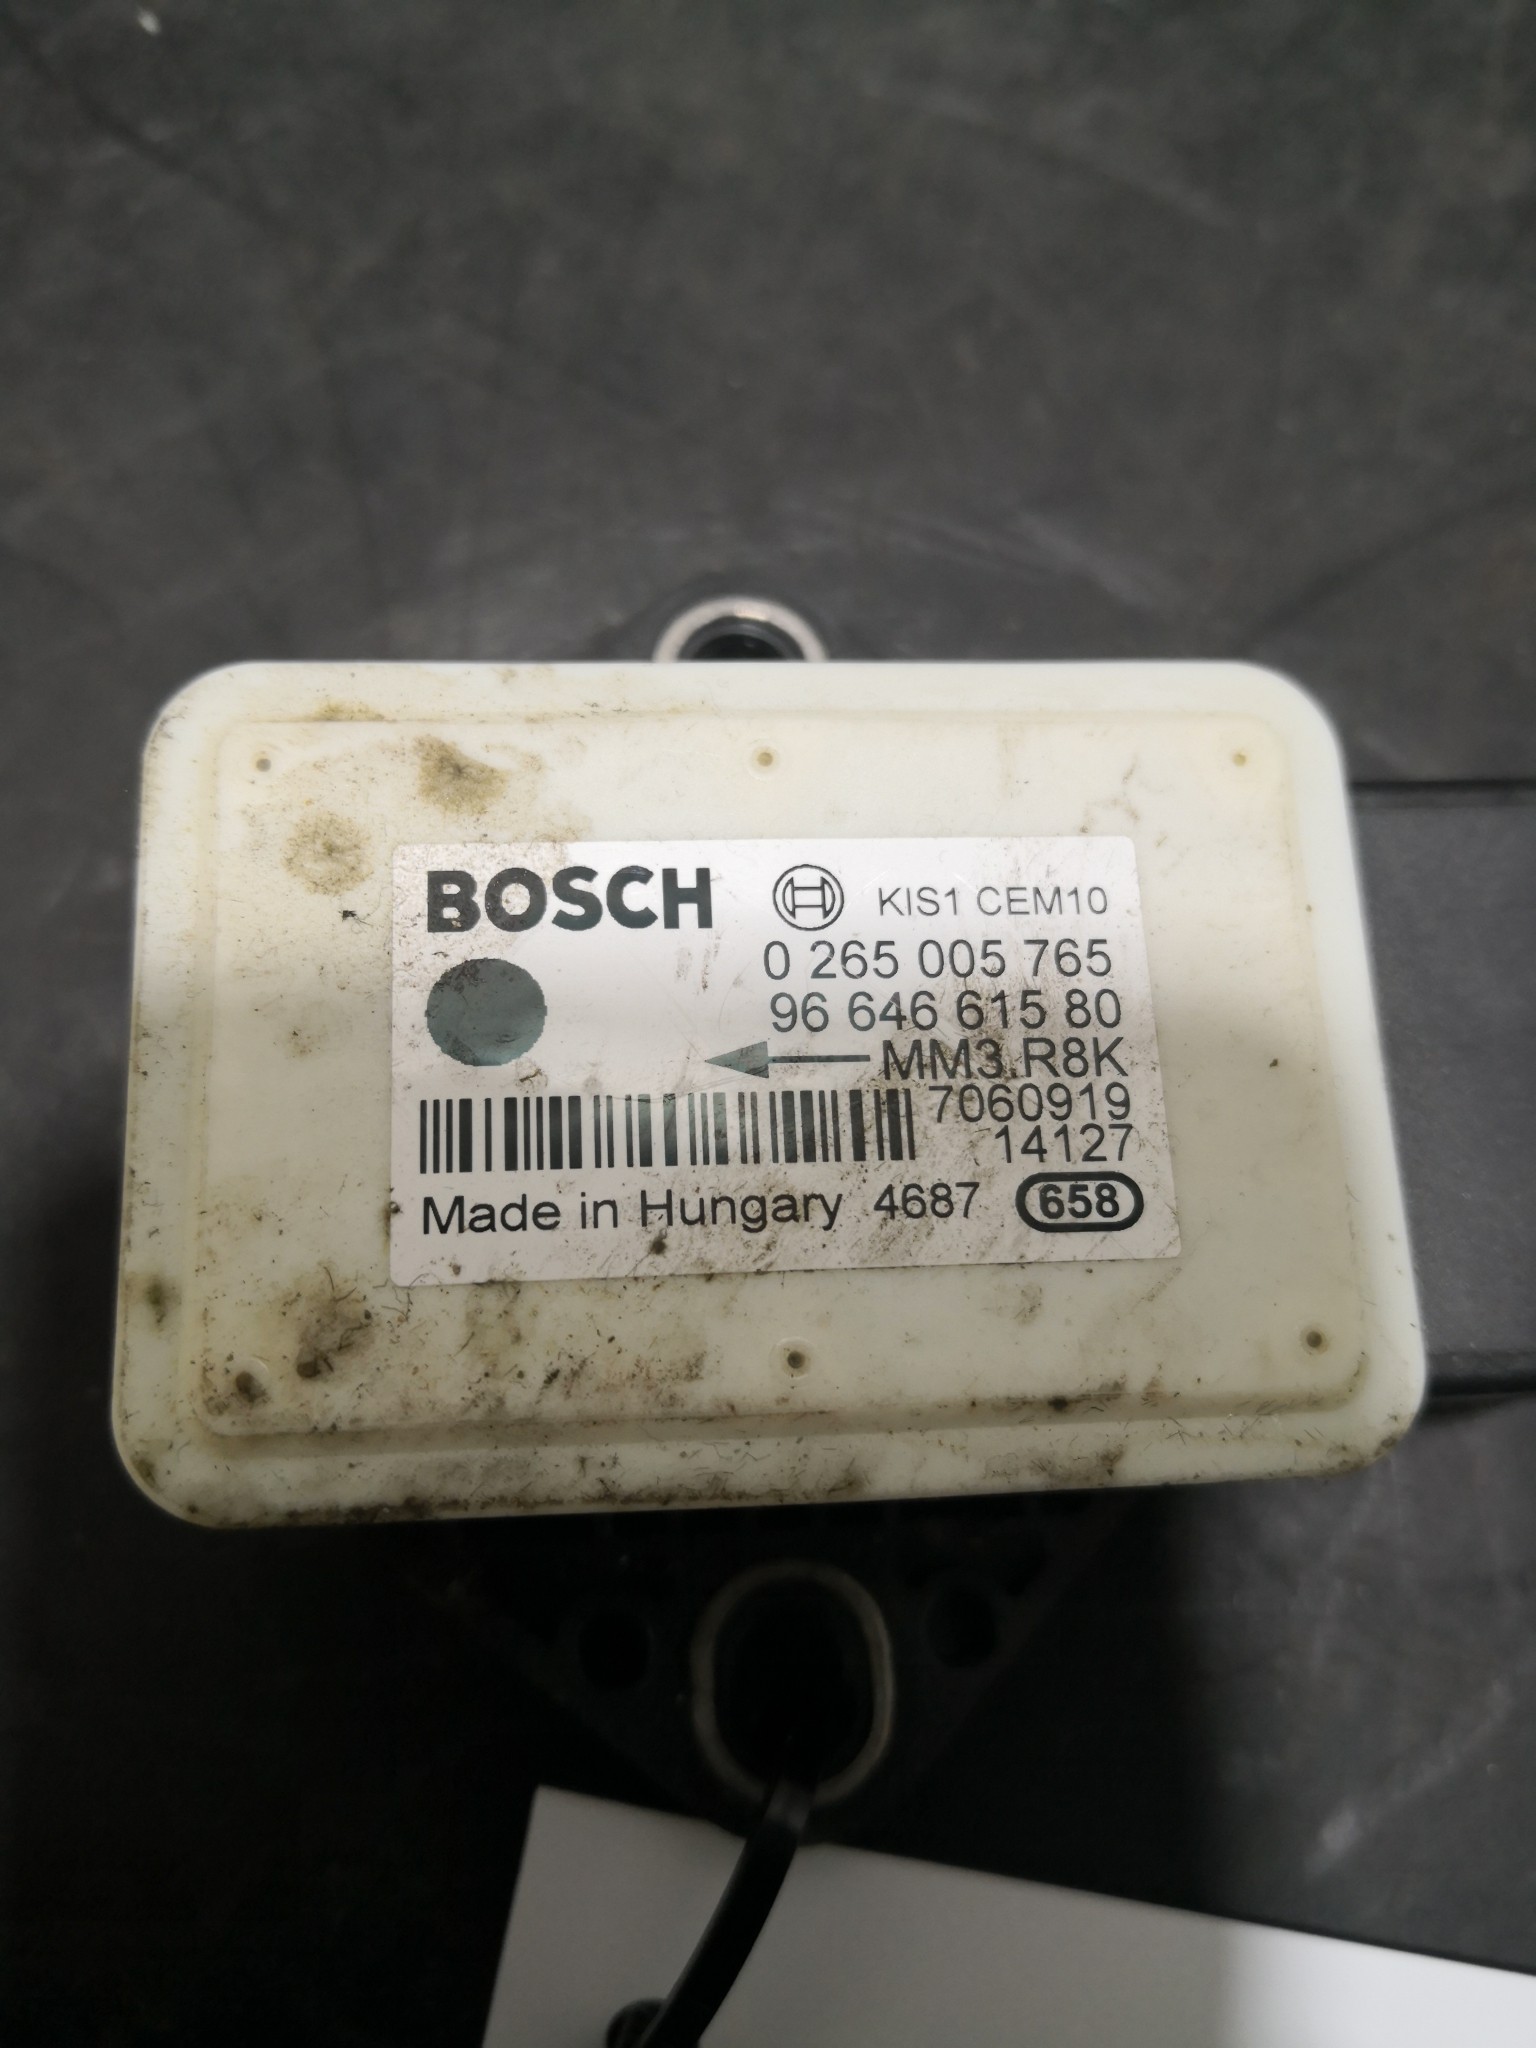 BOSCH KIS1 CEM10
0 265 005 765
96 646 615 80
MM3.R8K
7060919
14127
Made in Hungary 4687 658